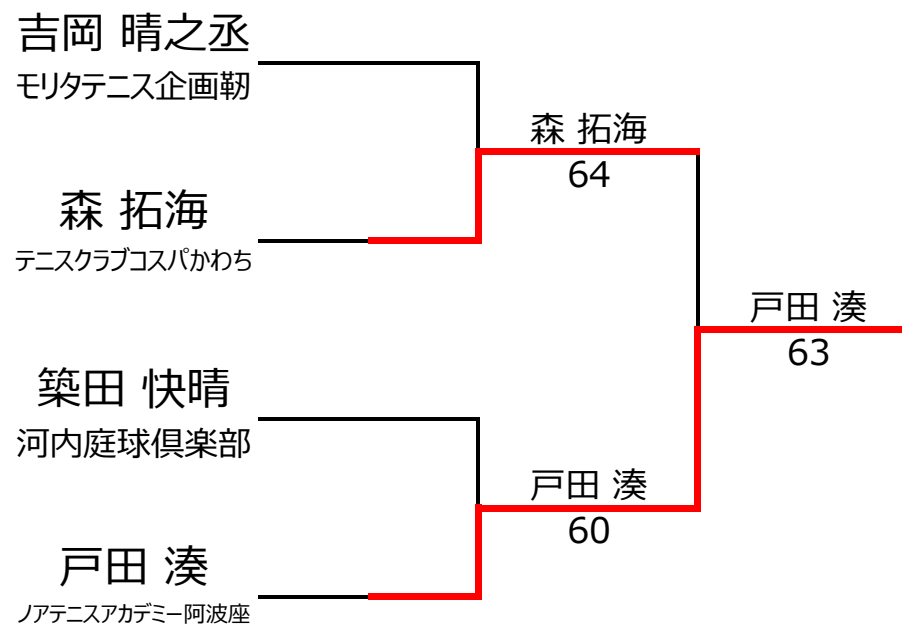 吉岡 晴之丞
モリタテニス企画靭
森 拓海
64
森 拓海
テニスクラブコスパかわち
戸田 湊
63
築田 快晴
河内庭球倶楽部
戸田 湊
60
戸田 湊
ノアテニスアカデミー阿波座